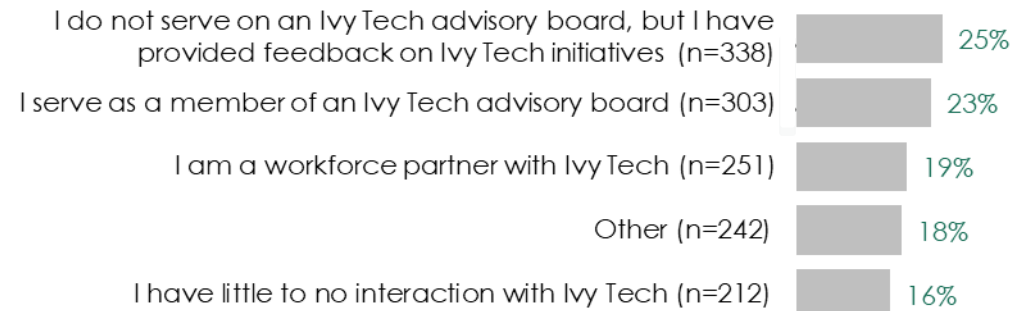 I do not serve on an Ivy Tech advisory board, but I have
provided feedback on Ivy Tech initiatives (n=338) 25%
I serve as a member of an Ivy Tech advisory board (n=303) 23%
I am a workforce partner with Ivy Tech (n=251) 19%
Other (n=242) 18%
I have little to no interaction with Ivy Tech (n=212) 16%